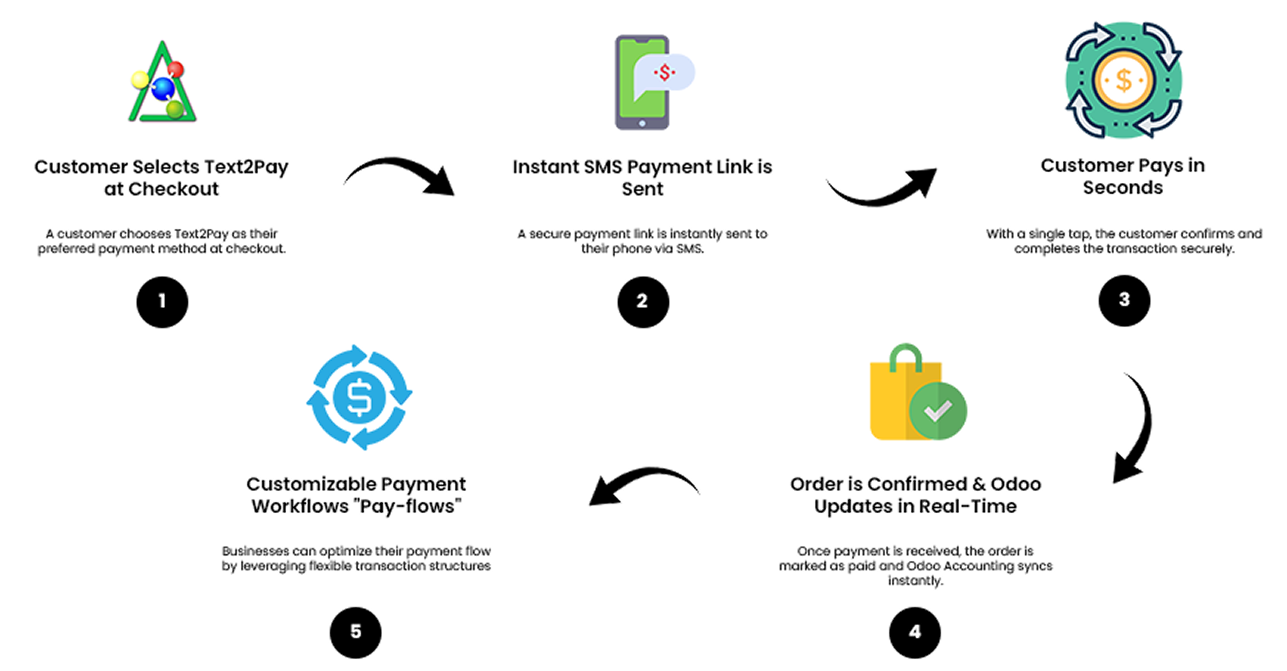 Customer Selects Text2Pay
at Checkout
A customer chooses Text2Pay as their
preferred payment method at checkout.
1
Instant SMS Payment Link is
Sent
A secure payment link is instantly sent to
their phone via SMS.
2
Customer Pays in
Seconds
With a single tap, the customer confirms and
completes the transaction securely.
3
Order is Confirmed & Odoo
Updates in Real-Time
Once payment is received, the order is
marked as paid and Odoo Accounting syncs
instantly.
4
Customizable Payment
Workflows "Pay-flows"
Businesses can optimize their payment flow
by leveraging flexible transaction structures
5